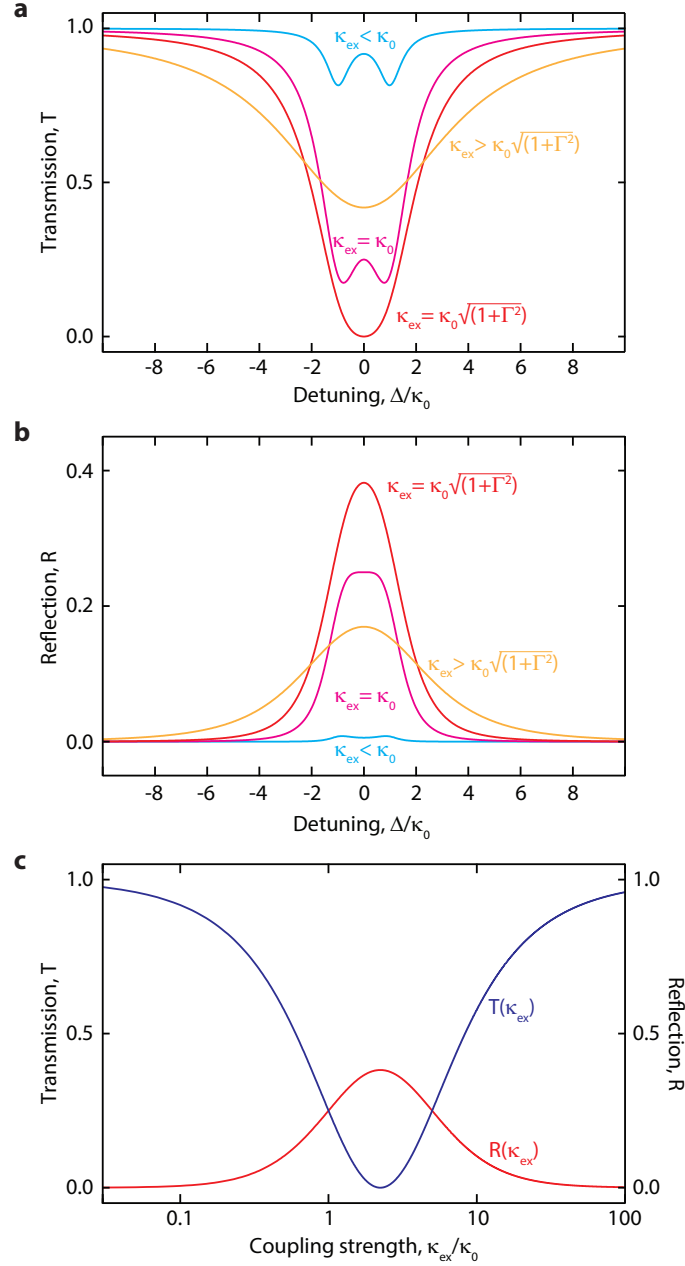 a
1.0
κex < κ0
κex > κ0√(1+Γ²)
Transmission, T
0.5
κex = κ0
κex = κ0√(1+Γ²)
0.0
-8 -6 -4 -2 0 2 4 6 8
Detuning, Δ/κ0
b
0.4
κex = κ0√(1+Γ²)
Reflection, R
0.2
κex > κ0√(1+Γ²)
κex = κ0
0.0
κex < κ0
-8 -6 -4 -2 0 2 4 6 8
Detuning, Δ/κ0
c
1.0 1.0
Transmission, T
T(κex)
0.5 0.5
Reflection, R
R(κex)
0.0 0.0
0.1 1 10 100
Coupling strength, κex/κ0